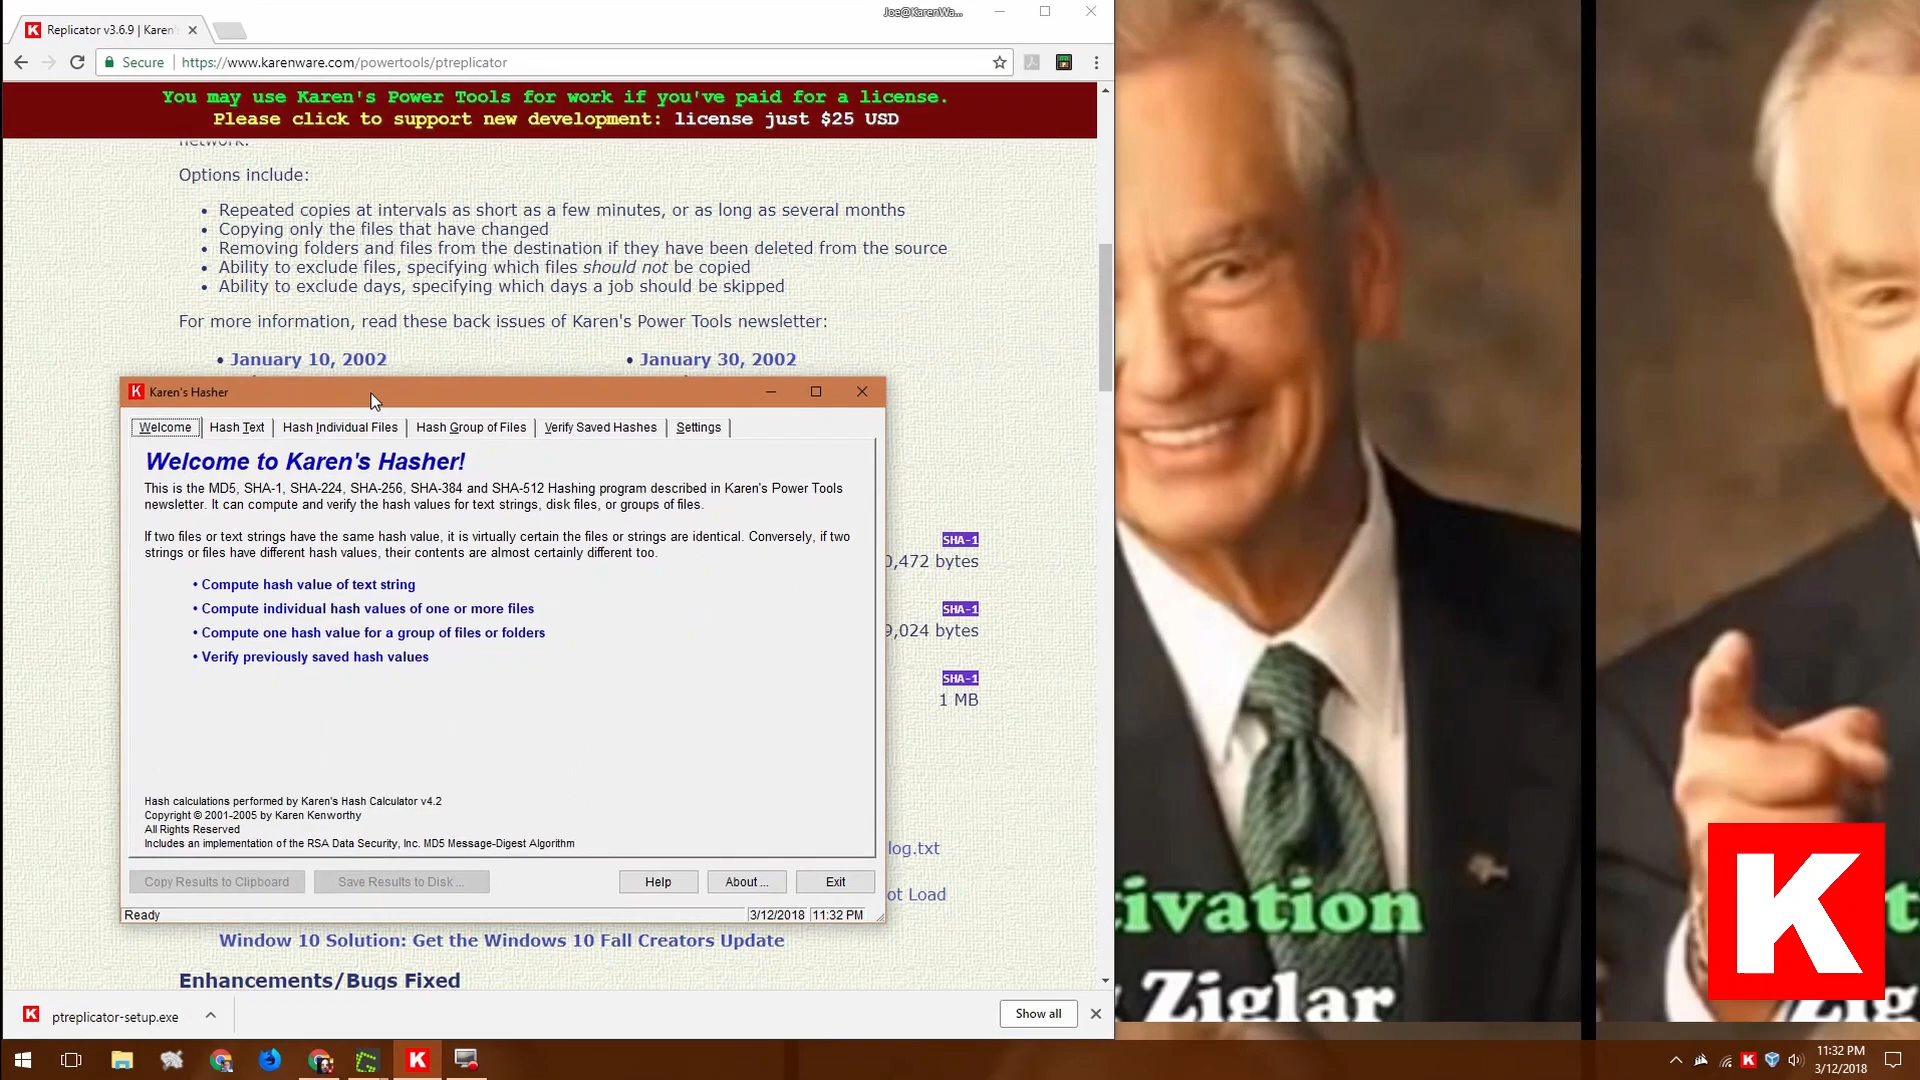 Joe@KarenWa...
Replicator v3.6.9 | Karen'
Secure https://www.karenware.com/powertools/ptreplicator
You may use Karen's Power Tools for work if you've paid for a license.
Please click to support new development: license just $25 USD
network.
Options include:
• Repeated copies at intervals as short as a few minutes, or as long as several months
• Copying only the files that have changed
• Removing folders and files from the destination if they have been deleted from the source
• Ability to exclude files, specifying which files should not be copied
• Ability to exclude days, specifying which days a job should be skipped
For more information, read these back issues of Karen's Power Tools newsletter:
• January 10, 2002 • January 30, 2002
Karen's Hasher
Welcome Hash Text Hash Individual Files Hash Group of Files Verify Saved Hashes Settings
Welcome to Karen's Hasher!
This is the MD5, SHA-1, SHA-224, SHA-256, SHA-384 and SHA-512 Hashing program described in Karen's Power Tools
newsletter. It can compute and verify the hash values for text strings, disk files, or groups of files.
If two files or text strings have the same hash value, it is virtually certain the files or strings are identical. Conversely, if two
strings or files have different hash values, their contents are almost certainly different too.
• Compute hash value of text string
• Compute individual hash values of one or more files
• Compute one hash value for a group of files or folders
• Verify previously saved hash values
Hash calculations performed by Karen's Hash Calculator v4.2
Copyright © 2001-2005 by Karen Kenworthy
All Rights Reserved
Includes an implementation of the RSA Data Security, Inc. MD5 Message-Digest Algorithm
Copy Results to Clipboard Save Results to Disk ... Help About ... Exit
Ready 3/12/2018 11:32 PM
SHA-1
0,472 bytes
SHA-1
9,024 bytes
SHA-1
1 MB
log.txt
ot Load
Window 10 Solution: Get the Windows 10 Fall Creators Update
Enhancements/Bugs Fixed
ptreplicator-setup.exe Show all
tivation
Ziglar
K
11:32 PM
3/12/2018